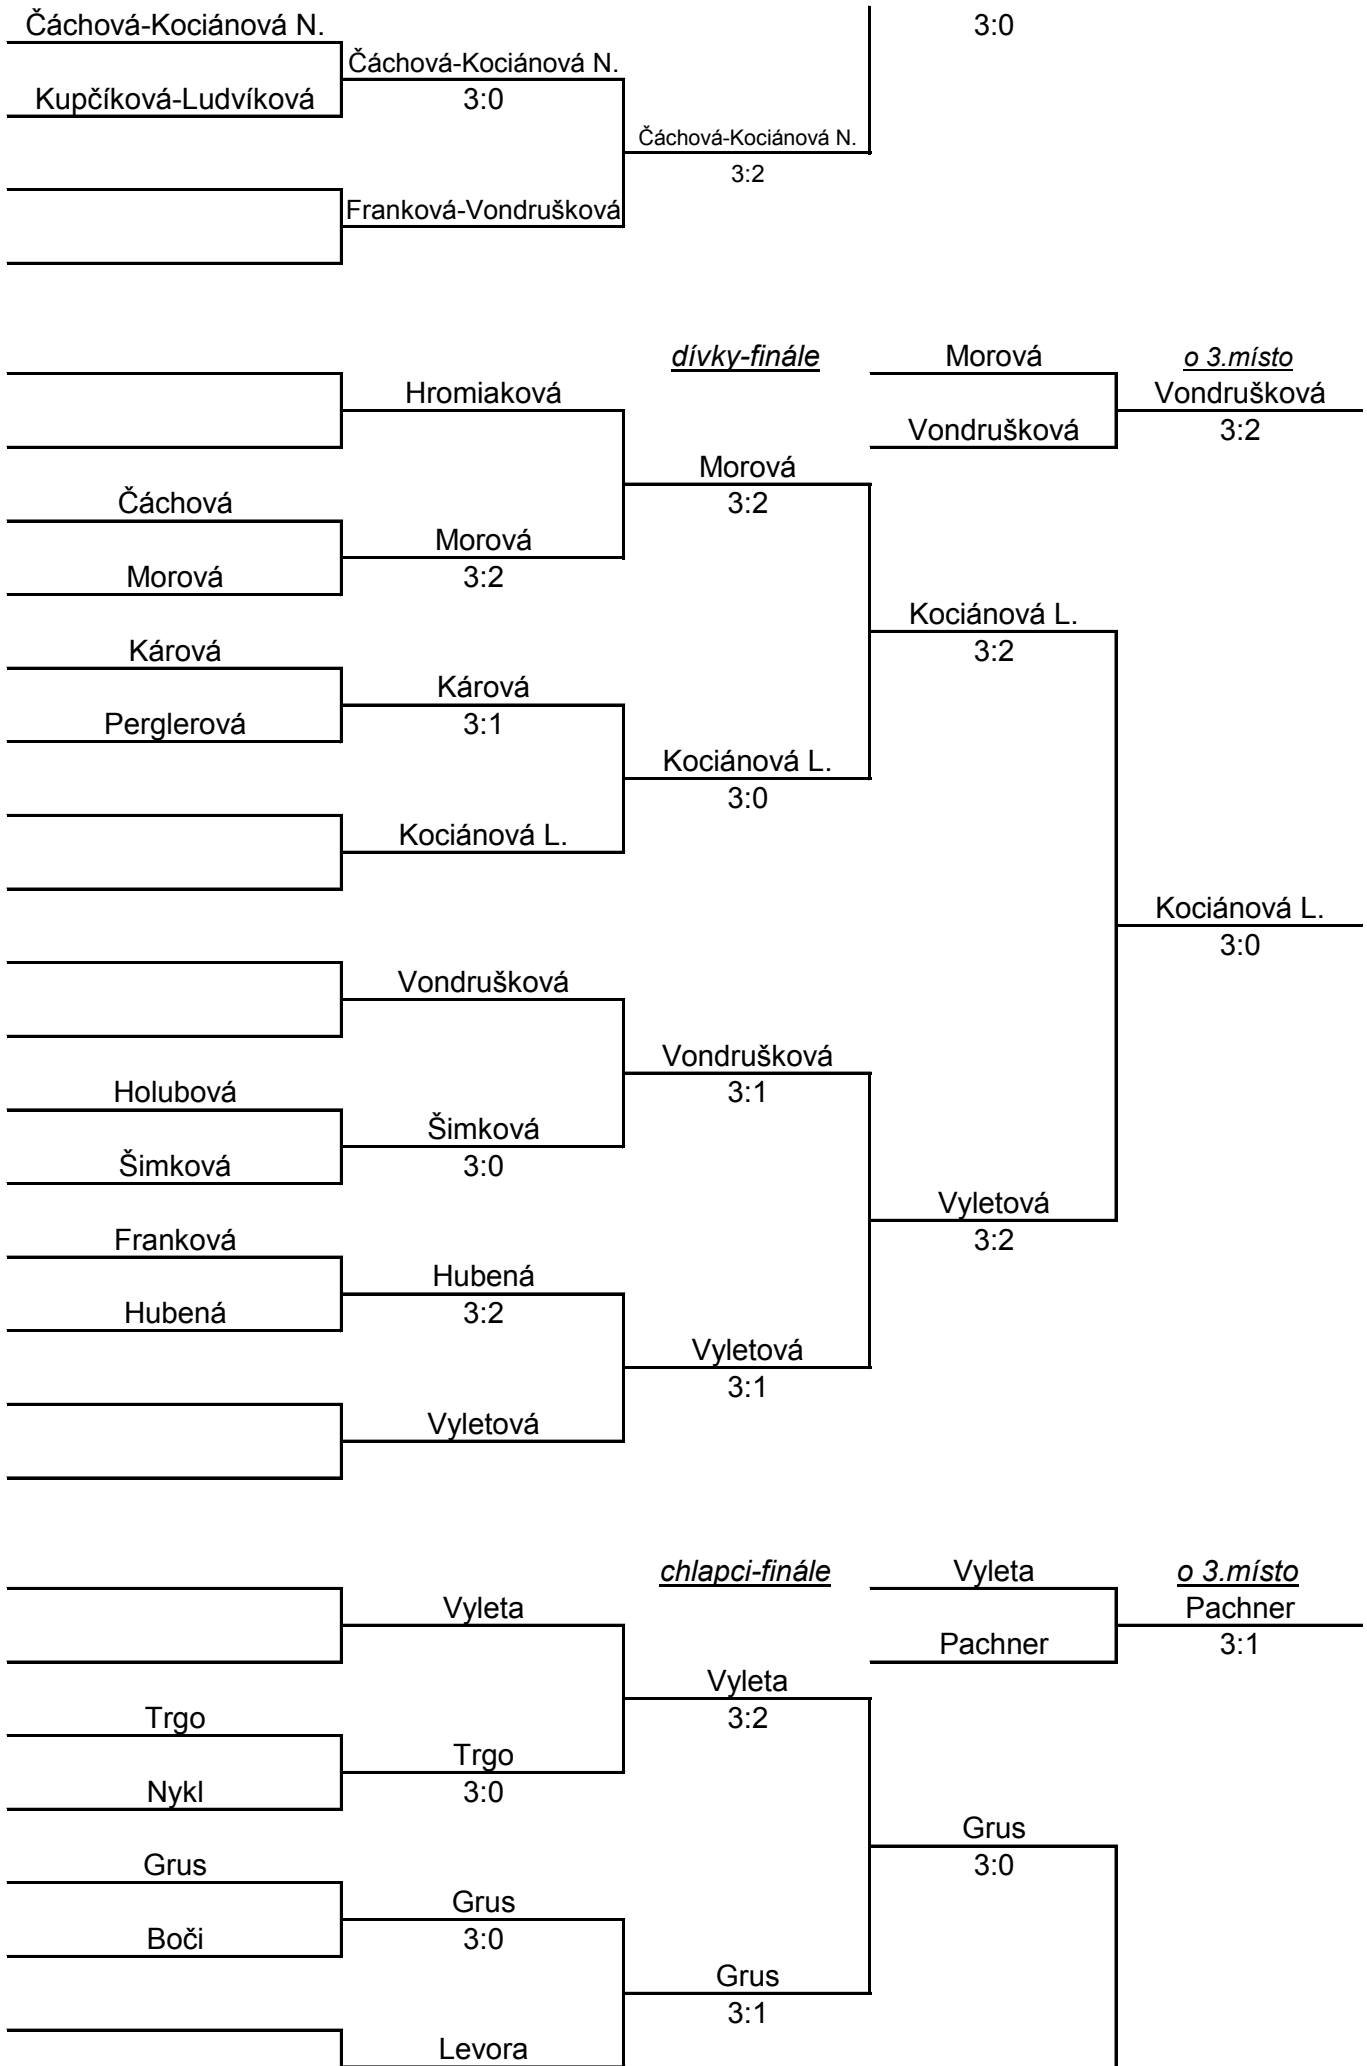 Čáchová-Kociánová N.
3:0
Čáchová-Kociánová N.
Kupčíková-Ludvíková
3:0
Čáchová-Kociánová N.
3:2
Franková-Vondrušková
dívky-finále
Morová
o 3.místo
Hromiaková
Vondrušková
Vondrušková
3:2
Morová
3:2
Čáchová
Morová
Morová
3:2
Kociánová L.
3:2
Kárová
Kárová
Perglerová
3:1
Kociánová L.
3:0
Kociánová L.
Kociánová L.
3:0
Vondrušková
Vondrušková
3:1
Holubová
Šimková
Šimková
3:0
Vyletová
3:2
Franková
Hubená
Hubená
3:2
Vyletová
3:1
Vyletová
chlapci-finále
Vyleta
o 3.místo
Vyleta
Pachner
Pachner
3:1
Vyleta
3:2
Trgo
Trgo
Nykl
3:0
Grus
3:0
Grus
Grus
Boči
3:0
Grus
3:1
Levora